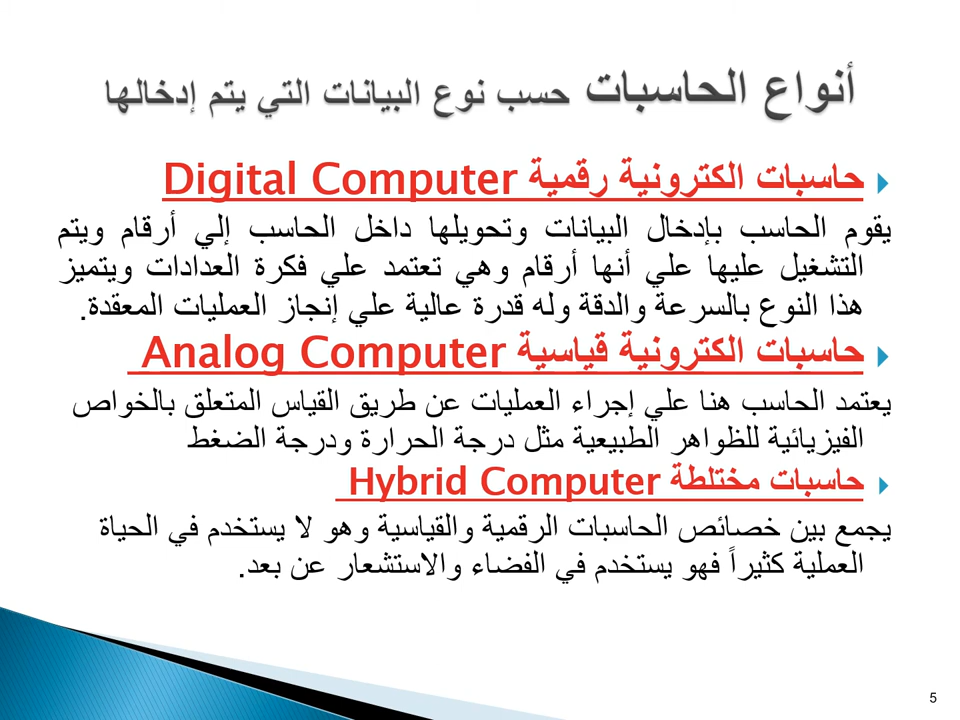 أنواع الحاسبات حسب نوع البيانات التي يتم إدخالها
حاسبات الكترونية رقمية Digital Computer
يقوم الحاسب بإدخال البيانات وتحويلها داخل الحاسب إلي أرقام ويتم
التشغيل عليها علي أنها أرقام وهي تعتمد علي فكرة العدادات ويتميز
هذا النوع بالسرعة والدقة وله قدرة عالية علي إنجاز العمليات المعقدة.
حاسبات الكترونية قياسية Analog Computer
يعتمد الحاسب هنا علي إجراء العمليات عن طريق القياس المتعلق بالخواص
الفيزيائية للظواهر الطبيعية مثل درجة الحرارة ودرجة الضغط
حاسبات مختلطة Hybrid Computer
يجمع بين خصائص الحاسبات الرقمية والقياسية وهو لا يستخدم في الحياة
العملية كثيراً فهو يستخدم في الفضاء والاستشعار عن بعد.
5